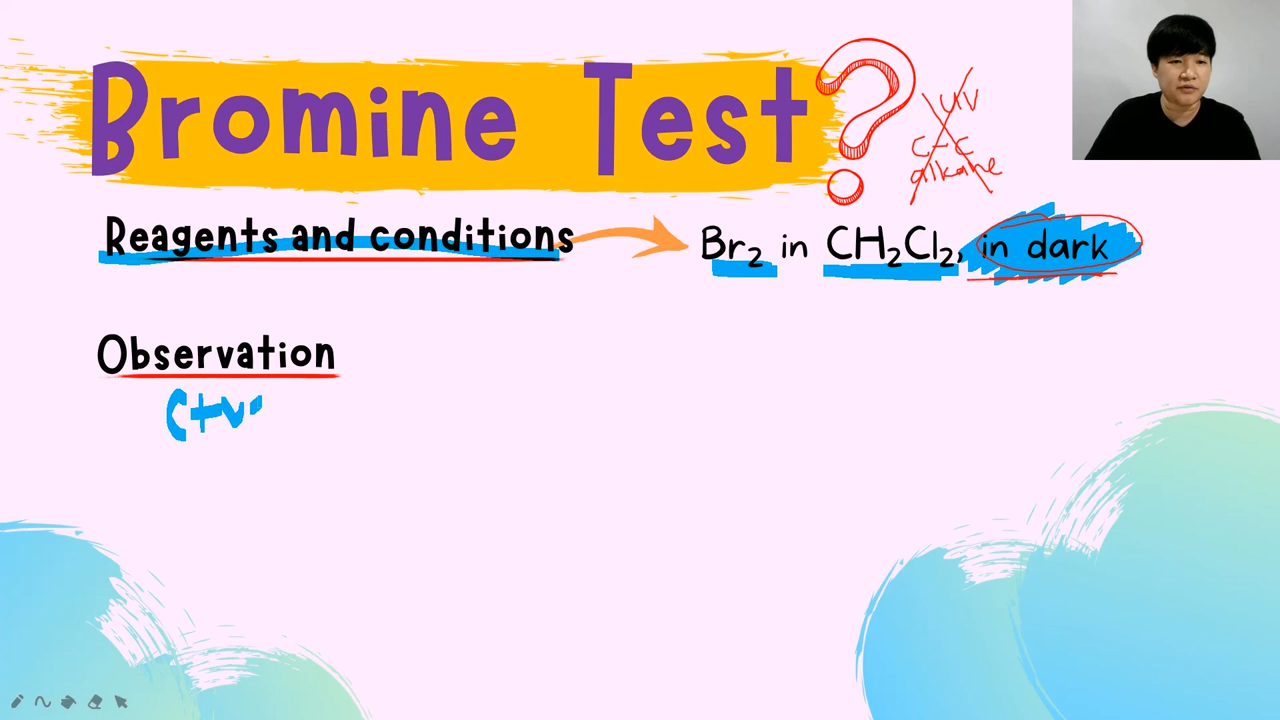 Bromine Test?
UV
C-C
alkane
Reagents and conditions
Br₂ in CH₂Cl₂, in dark
Observation
(+v